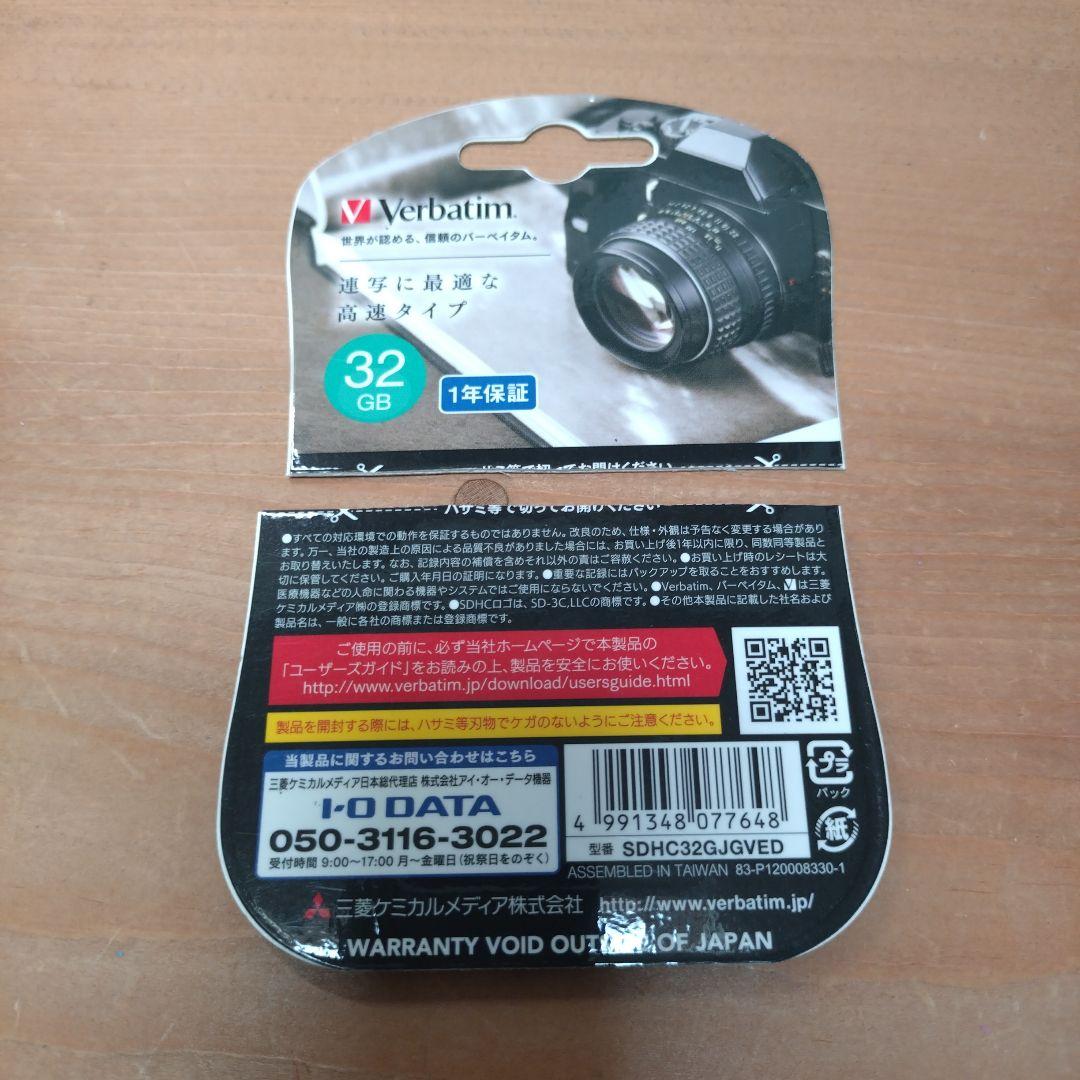 Verbatim.
世界が認める、信頼のバーベイタム。
連写に最適な
高速タイプ
32
GB
1年保証
ハサミ等で切ってお開けください
●すべての対応環境での動作を保証するものではありません。改良のため、仕様・外観は予告なく変更する場合があり
ます。万一、当社の製造上の原因による品質不良がありました場合には、お買い上げ後1年以内に限り、同数同等製品と
お取り替えいたします。なお、記録内容の補償を含めそれ以外の責はご容赦ください。●お買い上げ時のレシートは大
切に保管してください。ご購入年月日の証明になります。●重要な記録にはバックアップを取ることをおすすめします。
医療機器などの人命に関わる機器やシステムではご使用にならないでください。●Verbatim、バーベイタム、Vは三菱
ケミカルメディア㈱の登録商標です。●SDHCロゴは、SD-3C,LLCの商標です。●その他本製品に記載した社名および
製品名は、一般に各社の商標または登録商標です。
ご使用の前に、必ず当社ホームページで本製品の
「ユーザーズガイド」をお読みの上、製品を安全にお使いください。
http://www.verbatim.jp/download/usersguide.html
製品を開封する際には、ハサミ等刃物でケガのないようにご注意ください。
当製品に関するお問い合わせはこちら
三菱ケミカルメディア日本総代理店 株式会社アイ・オー・データ機器
I-O DATA
050-3116-3022
受付時間 9:00〜17:00 月〜金曜日(祝祭日をのぞく)
4 991348 077648
型番 SDHC32GJGVED
プラ
パック
紙
ASSEMBLED IN TAIWAN 83-P120008330-1
三菱ケミカルメディア株式会社 http://www.verbatim.jp/
WARRANTY VOID OUTSIDE OF JAPAN